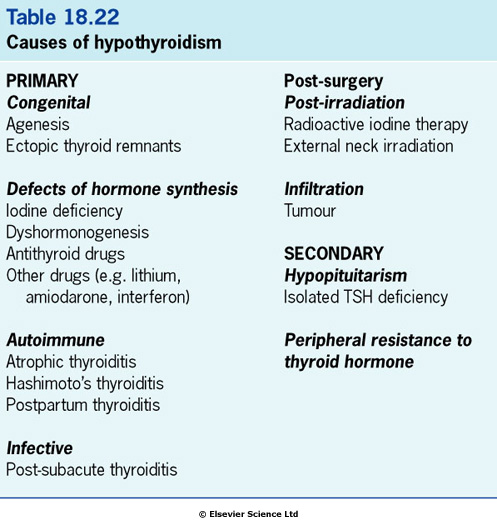 Table 18.22
Causes of hypothyroidism
PRIMARY
Congenital
Agenesis
Ectopic thyroid remnants
Defects of hormone synthesis
Iodine deficiency
Dyshormonogenesis
Antithyroid drugs
Other drugs (e.g. lithium,
amiodarone, interferon)
Autoimmune
Atrophic thyroiditis
Hashimoto's thyroiditis
Postpartum thyroiditis
Infective
Post-subacute thyroiditis
Post-surgery
Post-irradiation
Radioactive iodine therapy
External neck irradiation
Infiltration
Tumour
SECONDARY
Hypopituitarism
Isolated TSH deficiency
Peripheral resistance to
thyroid hormone
© Elsevier Science Ltd